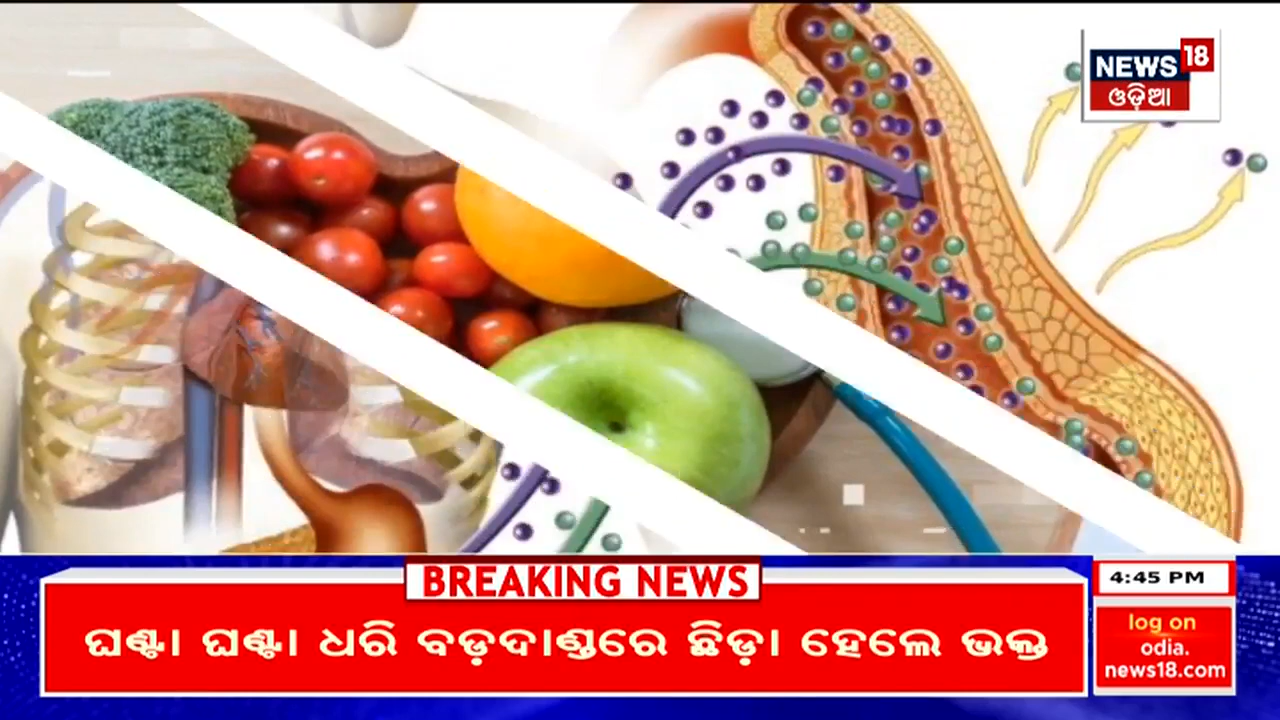 NEWS 18
ଓଡ଼ିଆ
BREAKING NEWS
ଘଣ୍ଟା ଘଣ୍ଟା ଧରି ବଡ଼ଦାଣ୍ଡରେ ଛିଡ଼ା ହେଲେ ଭକ୍ତ
4:45 PM
log on
odia.
news18.com